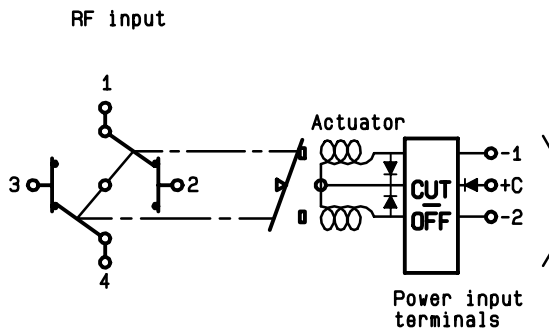 RF input
1
Actuator
3
2
-1
+C
CUT
OFF
-2
4
Power input
terminals